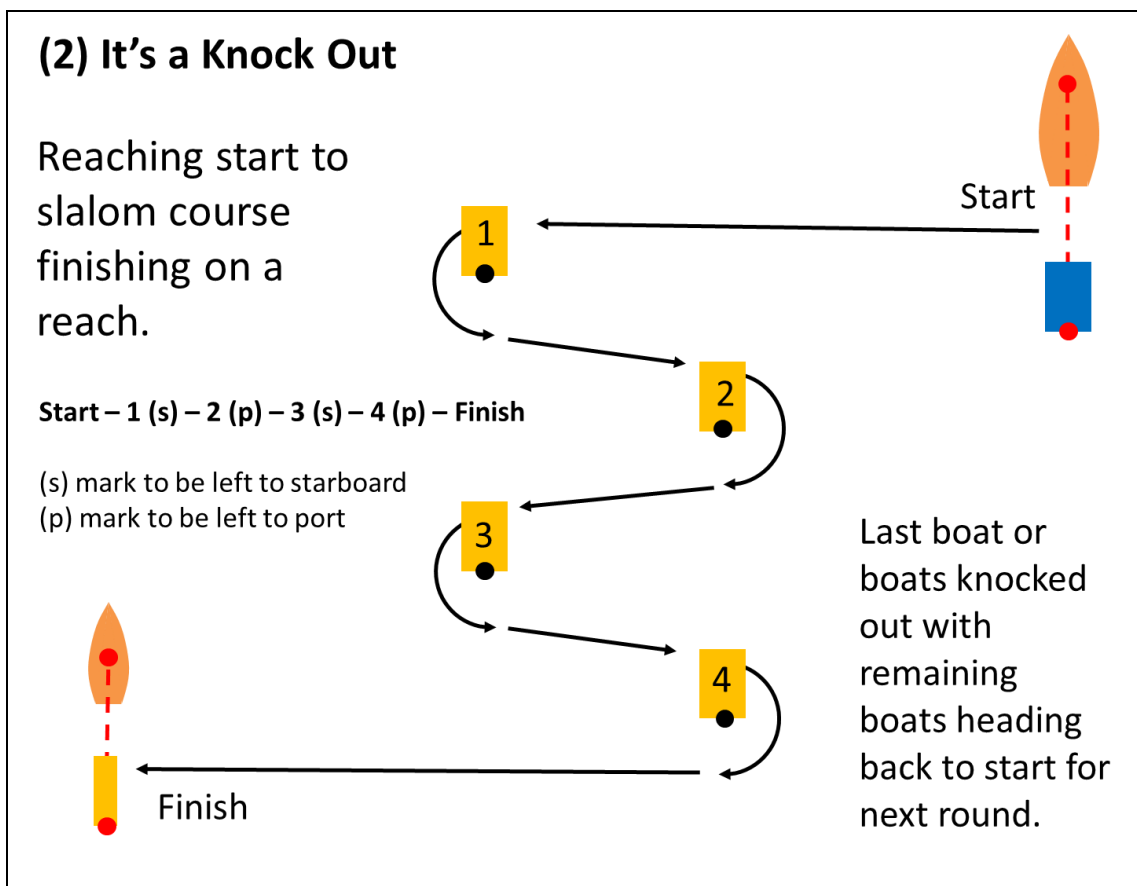 (2) It’s a Knock Out
Reaching start to
slalom course
finishing on a
reach.
Start – 1 (s) – 2 (p) – 3 (s) – 4 (p) – Finish
(s) mark to be left to starboard
(p) mark to be left to port
Start
1
2
3
4
Finish
Last boat or
boats knocked
out with
remaining
boats heading
back to start for
next round.